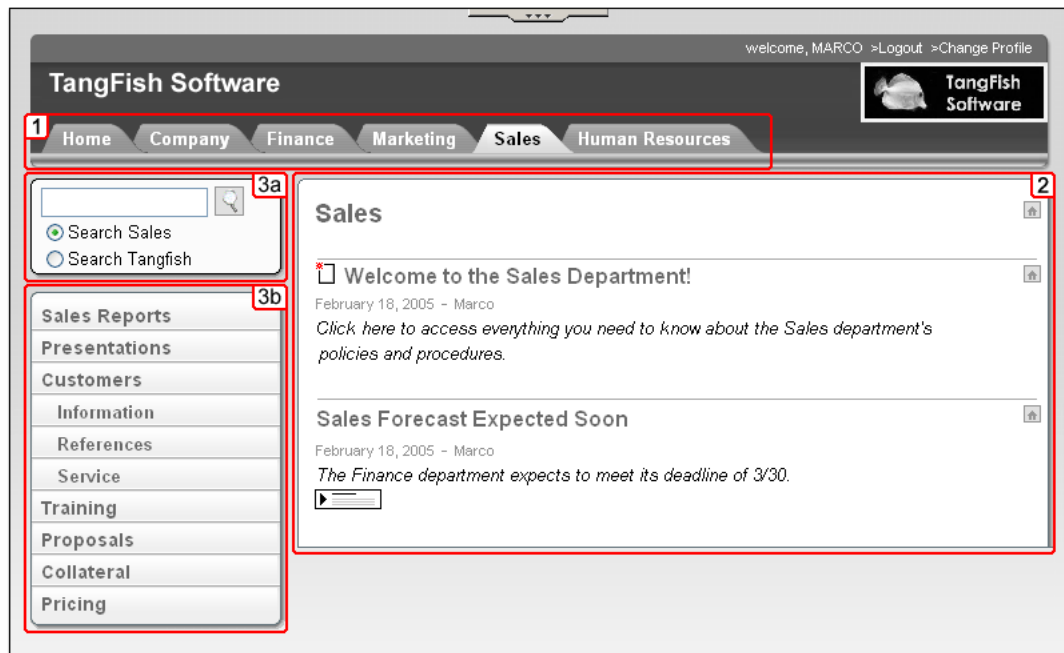 welcome, MARCO >Logout >Change Profile
TangFish Software
TangFish
Software
1
Home Company Finance Marketing Sales Human Resources
3a
Search Sales
Search Tangfish
3b
Sales Reports
Presentations
Customers
Information
References
Service
Training
Proposals
Collateral
Pricing
2
Sales
Welcome to the Sales Department!
February 18, 2005 - Marco
Click here to access everything you need to know about the Sales department's
policies and procedures.
Sales Forecast Expected Soon
February 18, 2005 - Marco
The Finance department expects to meet its deadline of 3/30.